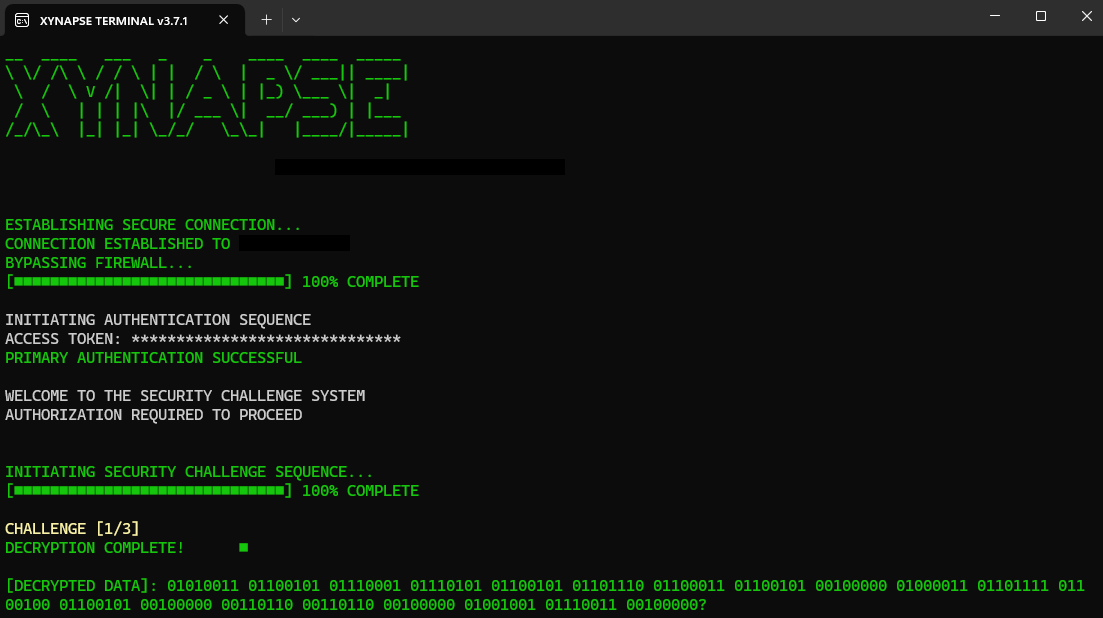 XYNAPSE TERMINAL v3.7.1
XYNAPSE
ESTABLISHING SECURE CONNECTION...
CONNECTION ESTABLISHED TO
BYPASSING FIREWALL...
[■■■■■■■■■■■■■■■■■■■■■■■■■■■■■■] 100% COMPLETE
INITIATING AUTHENTICATION SEQUENCE
ACCESS TOKEN: ******************************
PRIMARY AUTHENTICATION SUCCESSFUL
WELCOME TO THE SECURITY CHALLENGE SYSTEM
AUTHORIZATION REQUIRED TO PROCEED
INITIATING SECURITY CHALLENGE SEQUENCE...
[■■■■■■■■■■■■■■■■■■■■■■■■■■■■■■] 100% COMPLETE
CHALLENGE [1/3]
DECRYPTION COMPLETE! ■
[DECRYPTED DATA]: 01010011 01100101 01110001 01110101 01100101 01101110 01100011 01100101 00100000 01000011 01101111 011
00100 01100101 00100000 00110110 00110110 00100000 01001001 01110011 00100000?